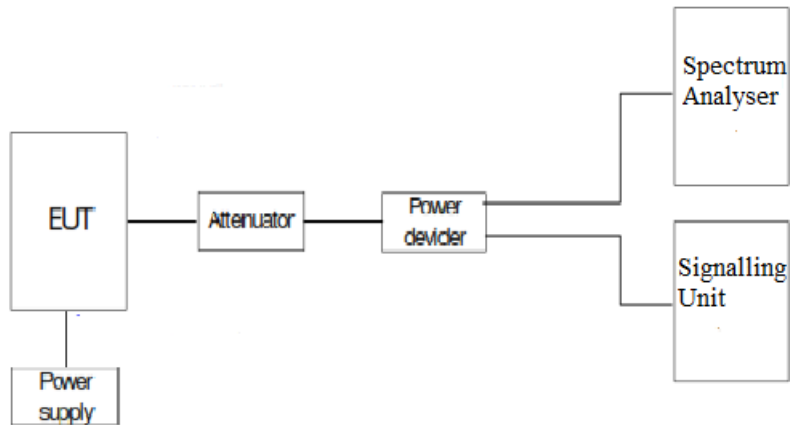 Spectrum
Analyser
EUT
Attenuator
Power
devider
Signalling
Unit
Power
supply